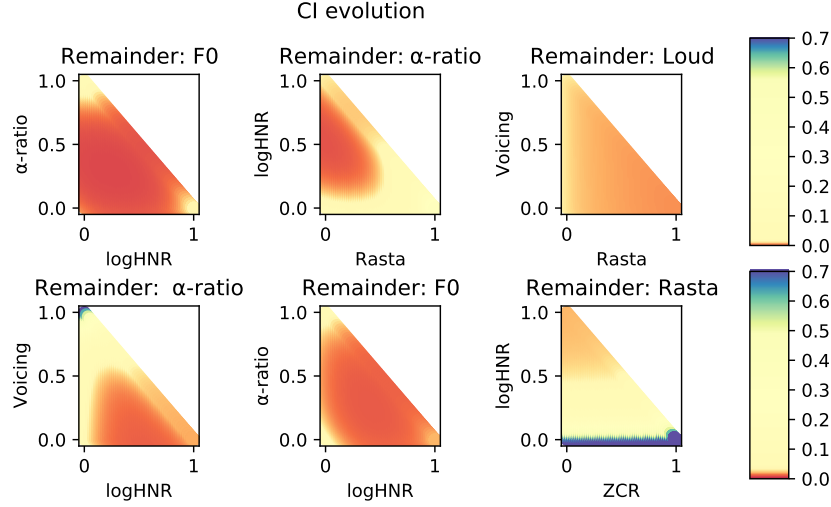 CI evolution
Remainder: F0
Remainder: α-ratio
Remainder: Loud
α-ratio
1.0
0.5
0.0
0
1
logHNR
logHNR
1.0
0.5
0.0
0
1
Rasta
Voicing
1.0
0.5
0.0
0
1
Rasta
0.7
0.6
0.5
0.4
0.3
0.2
0.1
0.0
Remainder: α-ratio
Remainder: F0
Remainder: Rasta
Voicing
1.0
0.5
0.0
0
1
logHNR
α-ratio
1.0
0.5
0.0
0
1
logHNR
logHNR
1.0
0.5
0.0
0
1
ZCR
0.7
0.6
0.5
0.4
0.3
0.2
0.1
0.0